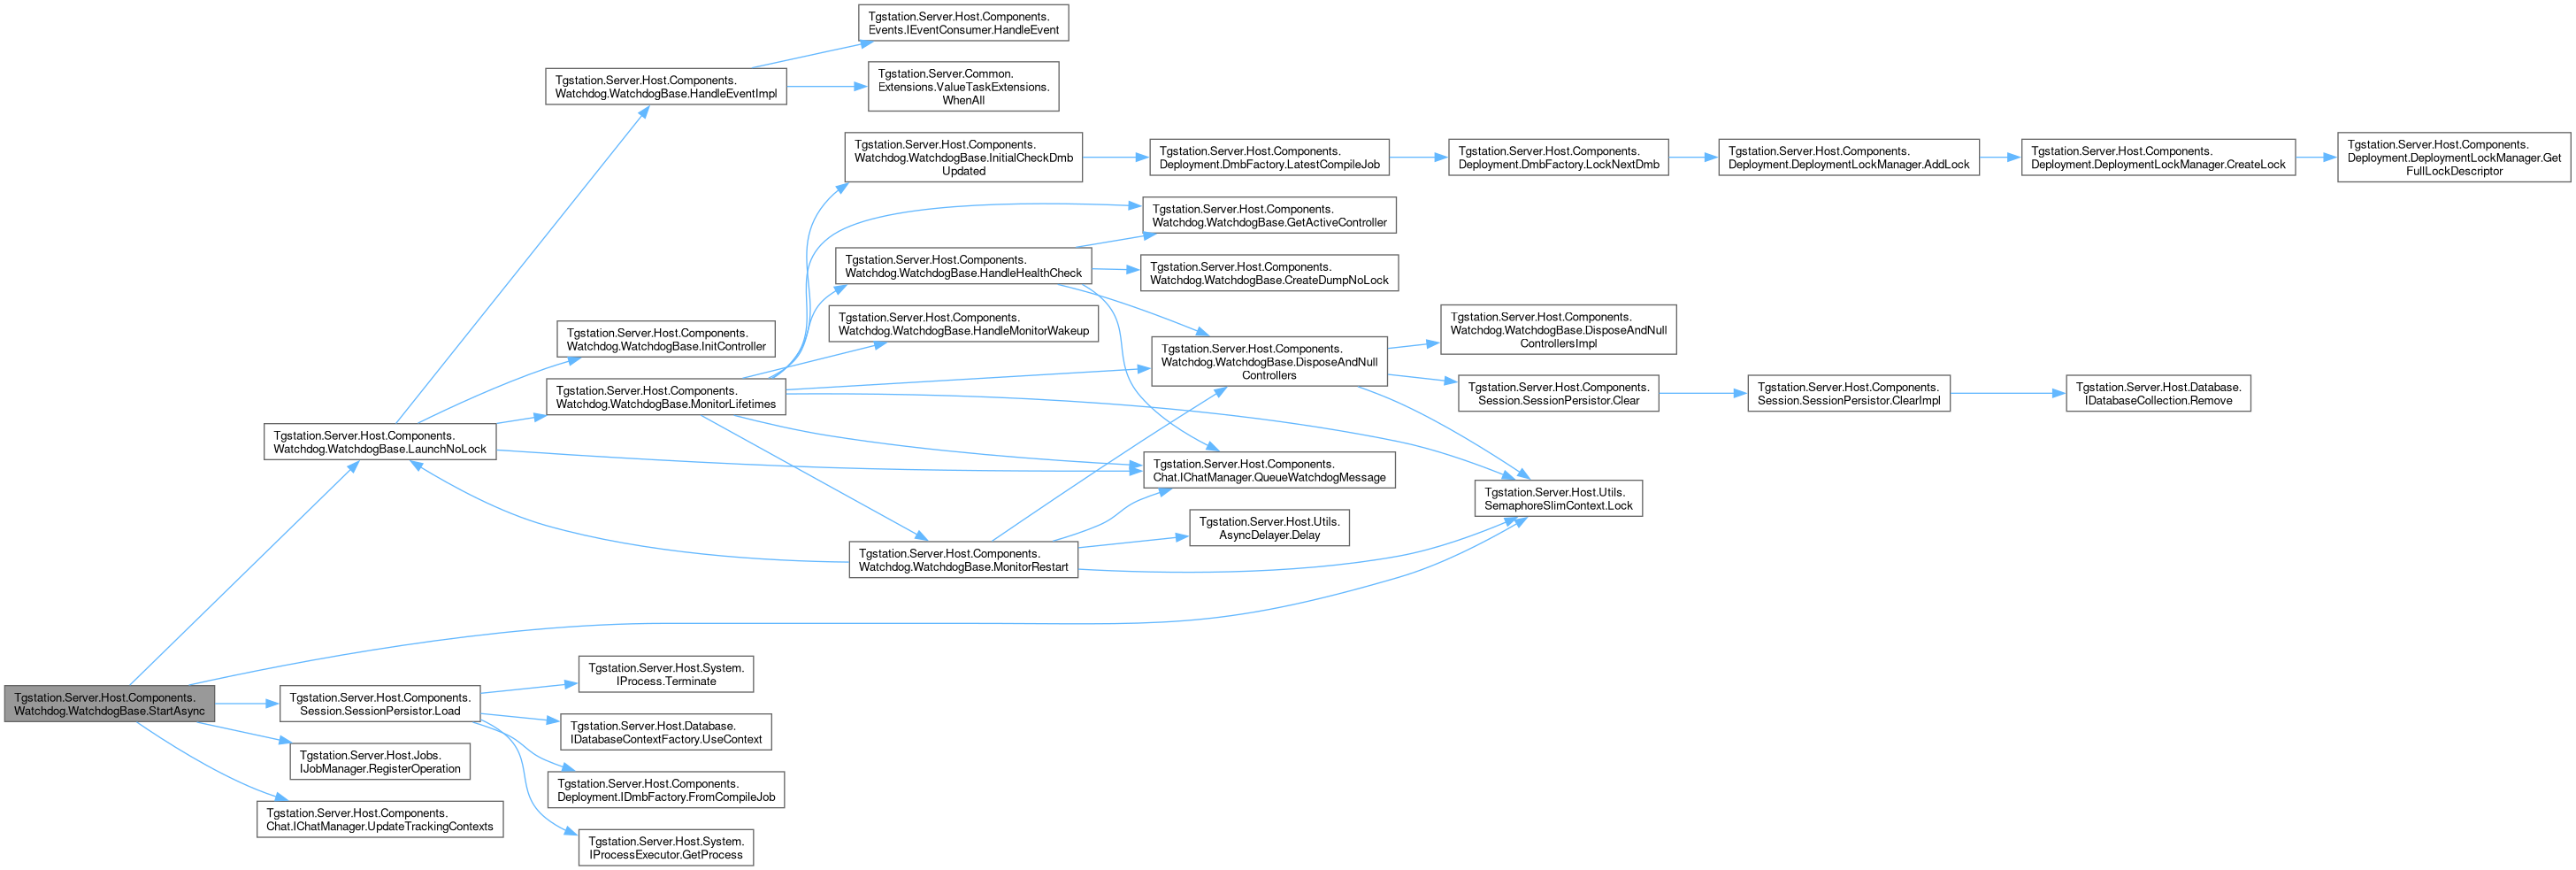 Tgstation.Server.Host.Components.
Events.IEventConsumer.HandleEvent
Tgstation.Server.Host.Components.
Watchdog.WatchdogBase.HandleEventImpl
Tgstation.Server.Common.
Extensions.ValueTaskExtensions.
WhenAll
Tgstation.Server.Host.Components.
Watchdog.WatchdogBase.InitialCheckDmb
Updated
Tgstation.Server.Host.Components.
Deployment.DmbFactory.LatestCompileJob
Tgstation.Server.Host.Components.
Deployment.DmbFactory.LockNextDmb
Tgstation.Server.Host.Components.
Deployment.DeploymentLockManager.AddLock
Tgstation.Server.Host.Components.
Deployment.DeploymentLockManager.CreateLock
Tgstation.Server.Host.Components.
Deployment.DeploymentLockManager.Get
FullLockDescriptor
Tgstation.Server.Host.Components.
Watchdog.WatchdogBase.GetActiveController
Tgstation.Server.Host.Components.
Watchdog.WatchdogBase.HandleHealthCheck
Tgstation.Server.Host.Components.
Watchdog.WatchdogBase.CreateDumpNoLock
Tgstation.Server.Host.Components.
Watchdog.WatchdogBase.HandleMonitorWakeup
Tgstation.Server.Host.Components.
Watchdog.WatchdogBase.DisposeAndNull
ControllersImpl
Tgstation.Server.Host.Components.
Watchdog.WatchdogBase.InitController
Tgstation.Server.Host.Components.
Watchdog.WatchdogBase.DisposeAndNull
Controllers
Tgstation.Server.Host.Components.
Watchdog.WatchdogBase.MonitorLifetimes
Tgstation.Server.Host.Components.
Session.SessionPersistor.Clear
Tgstation.Server.Host.Components.
Session.SessionPersistor.ClearImpl
Tgstation.Server.Host.Database.
IDatabaseCollection.Remove
Tgstation.Server.Host.Components.
Watchdog.WatchdogBase.LaunchNoLock
Tgstation.Server.Host.Components.
Chat.IChatManager.QueueWatchdogMessage
Tgstation.Server.Host.Utils.
SemaphoreSlimContext.Lock
Tgstation.Server.Host.Utils.
AsyncDelayer.Delay
Tgstation.Server.Host.Components.
Watchdog.WatchdogBase.MonitorRestart
Tgstation.Server.Host.System.
IProcess.Terminate
Tgstation.Server.Host.Components.
Watchdog.WatchdogBase.StartAsync
Tgstation.Server.Host.Components.
Session.SessionPersistor.Load
Tgstation.Server.Host.Database.
IDatabaseContextFactory.UseContext
Tgstation.Server.Host.Jobs.
IJobManager.RegisterOperation
Tgstation.Server.Host.Components.
Deployment.IDmbFactory.FromCompileJob
Tgstation.Server.Host.Components.
Chat.IChatManager.UpdateTrackingContexts
Tgstation.Server.Host.System.
IProcessExecutor.GetProcess